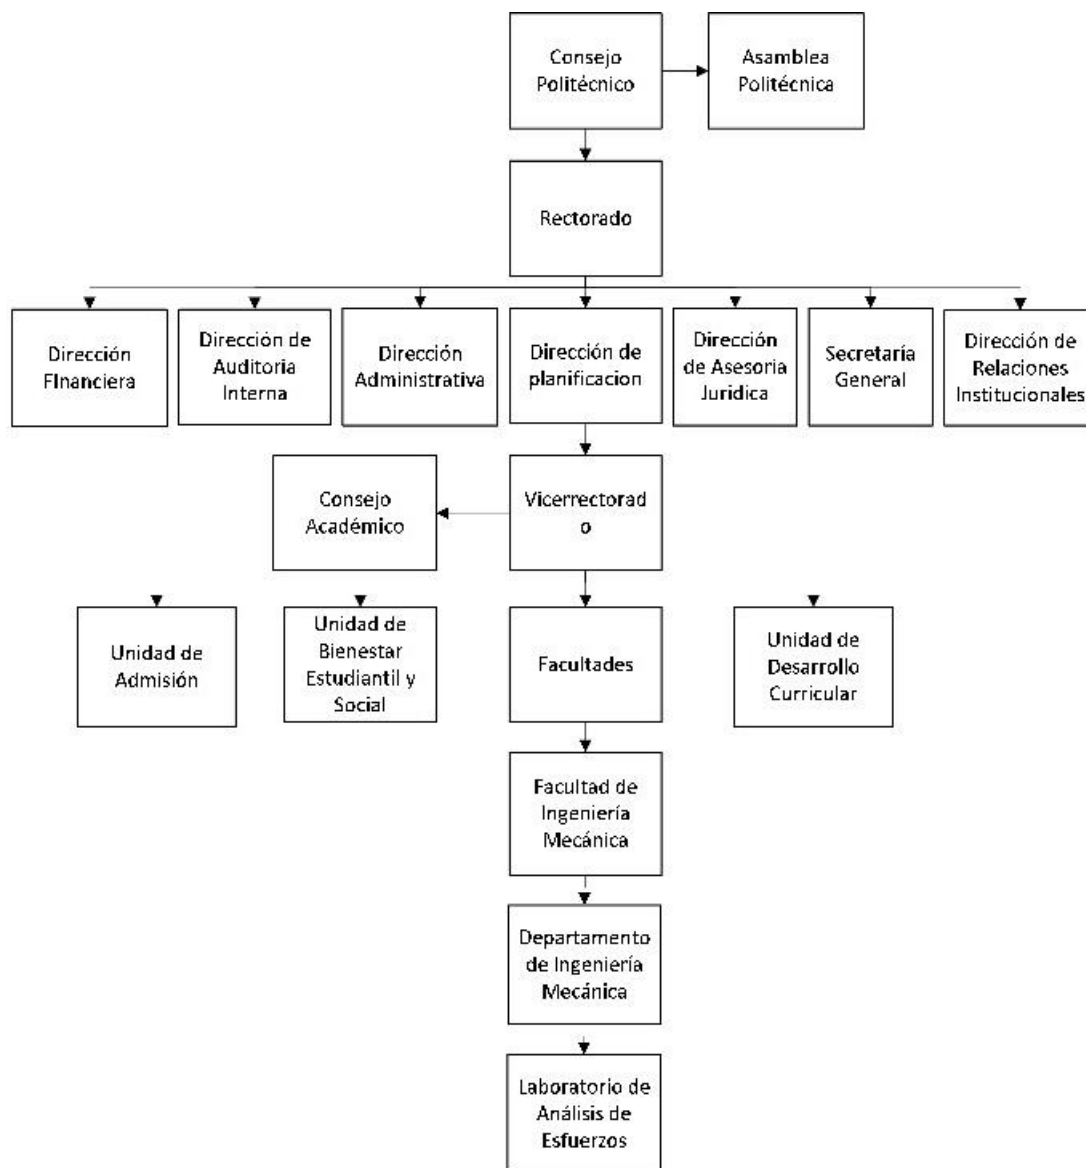 Consejo
Politécnico
Asamblea
Politécnica
Rectorado
Dirección
FInanciera
Dirección de
Auditoria
Interna
Dirección
Administrativa
Dirección de
planificacion
Dirección
de Asesoria
Juridica
Secretaría
General
Dirección de
Relaciones
Institucionales
Consejo
Académico
Vicerrectorad
o
Unidad de
Admisión
Unidad de
Bienestar
Estudiantil y
Social
Facultades
Unidad de
Desarrollo
Curricular
Facultad de
Ingeniería
Mecánica
Departamento
de Ingeniería
Mecánica
Laboratorio de
Análisis de
Esfuerzos